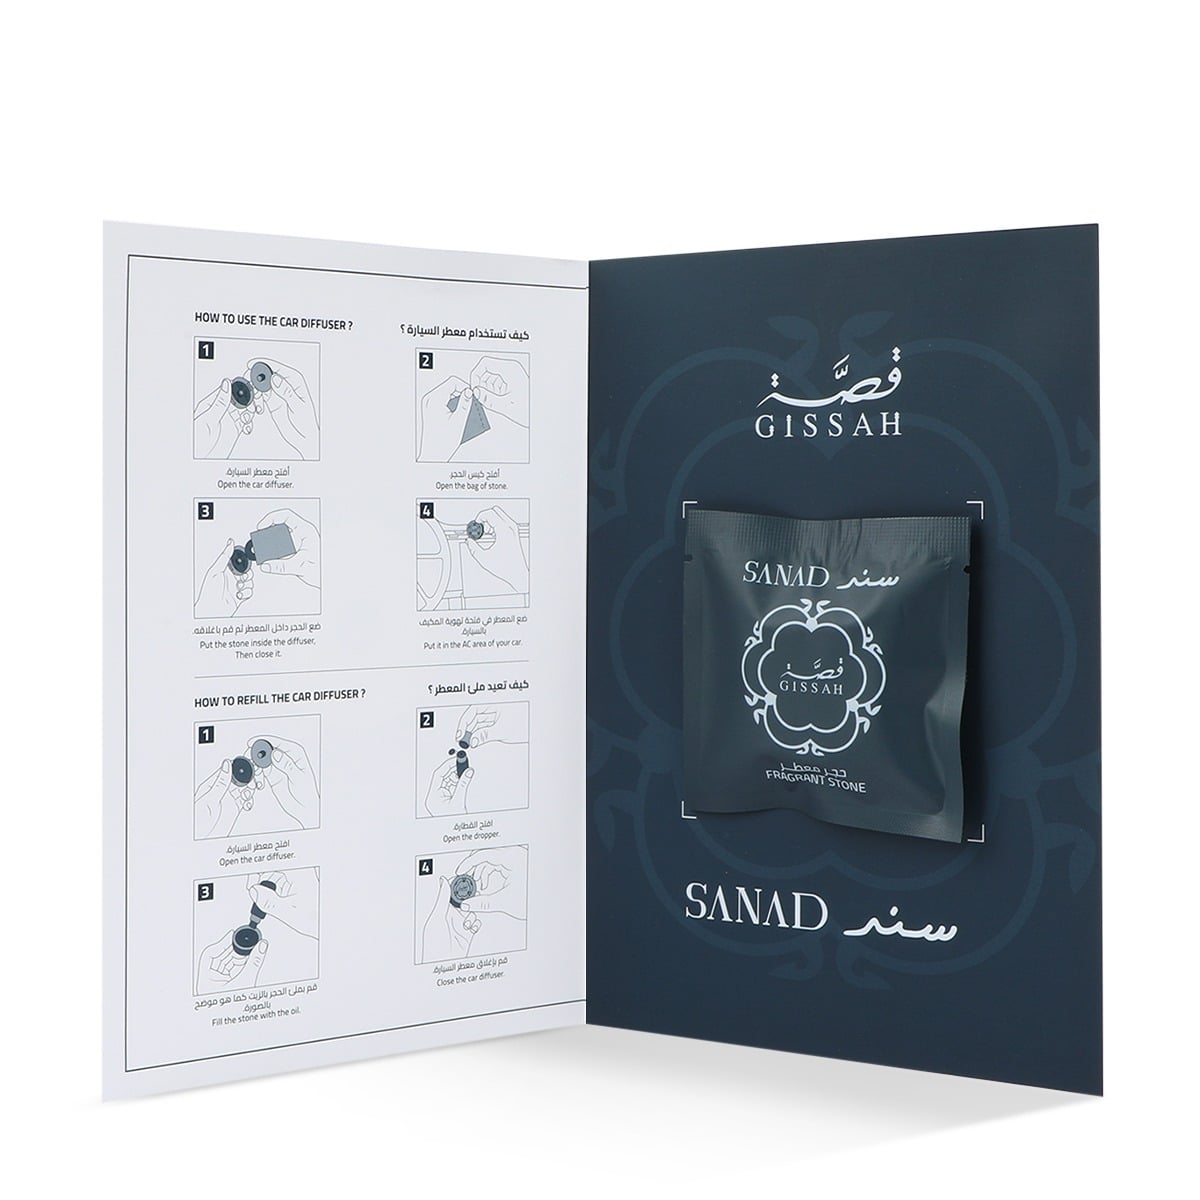 HOW TO USE THE CAR DIFFUSER ?
كيف تستخدام معطر السيارة ؟
1
أفتح معطر السيارة.
Open the car diffuser.
2
أفتح كيس الحجر.
Open the bag of stone.
3
ضع الحجر داخل المعطر ثم قم باغلاقه.
Put the stone inside the diffuser,
Then close it.
4
ضع المعطر في فتحة تهوية المكيف
بالسيارة.
Put it in the AC area of your car.
HOW TO REFILL THE CAR DIFFUSER ?
كيف تعيد ملئ المعطر ؟
1
افتح معطر السيارة.
Open the car diffuser.
2
افتح القطارة.
Open the dropper.
3
قم بملئ الحجر بالزيت كما هو موضح
بالصورة.
Fill the stone with the oil.
4
قم بإغلاق معطر السيارة.
Close the car diffuser.
قصّة
GISSAH
SANAD سند
قصّة
GISSAH
حجر معطر
FRAGRANT STONE
SANAD سند